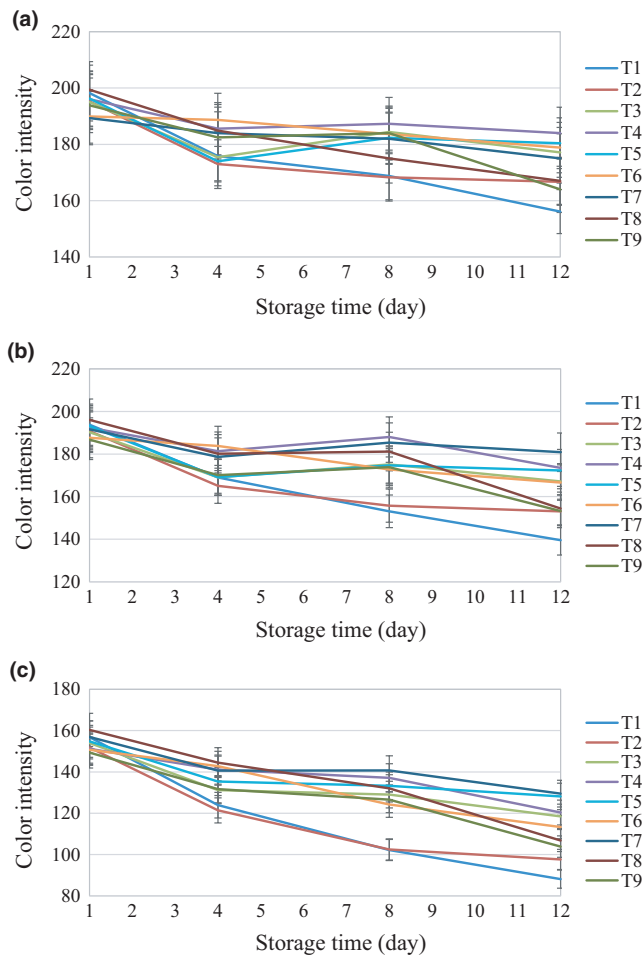 (a)
220
200
180
160
140
Color intensity
1 2 3 4 5 6 7 8 9 10 11 12
Storage time (day)
T1
T2
T3
T4
T5
T6
T7
T8
T9
(b)
220
200
180
160
140
120
Color intensity
1 2 3 4 5 6 7 8 9 10 11 12
Storage time (day)
T1
T2
T3
T4
T5
T6
T7
T8
T9
(c)
180
160
140
120
100
80
Color intensity
1 2 3 4 5 6 7 8 9 10 11 12
Storage time (day)
T1
T2
T3
T4
T5
T6
T7
T8
T9